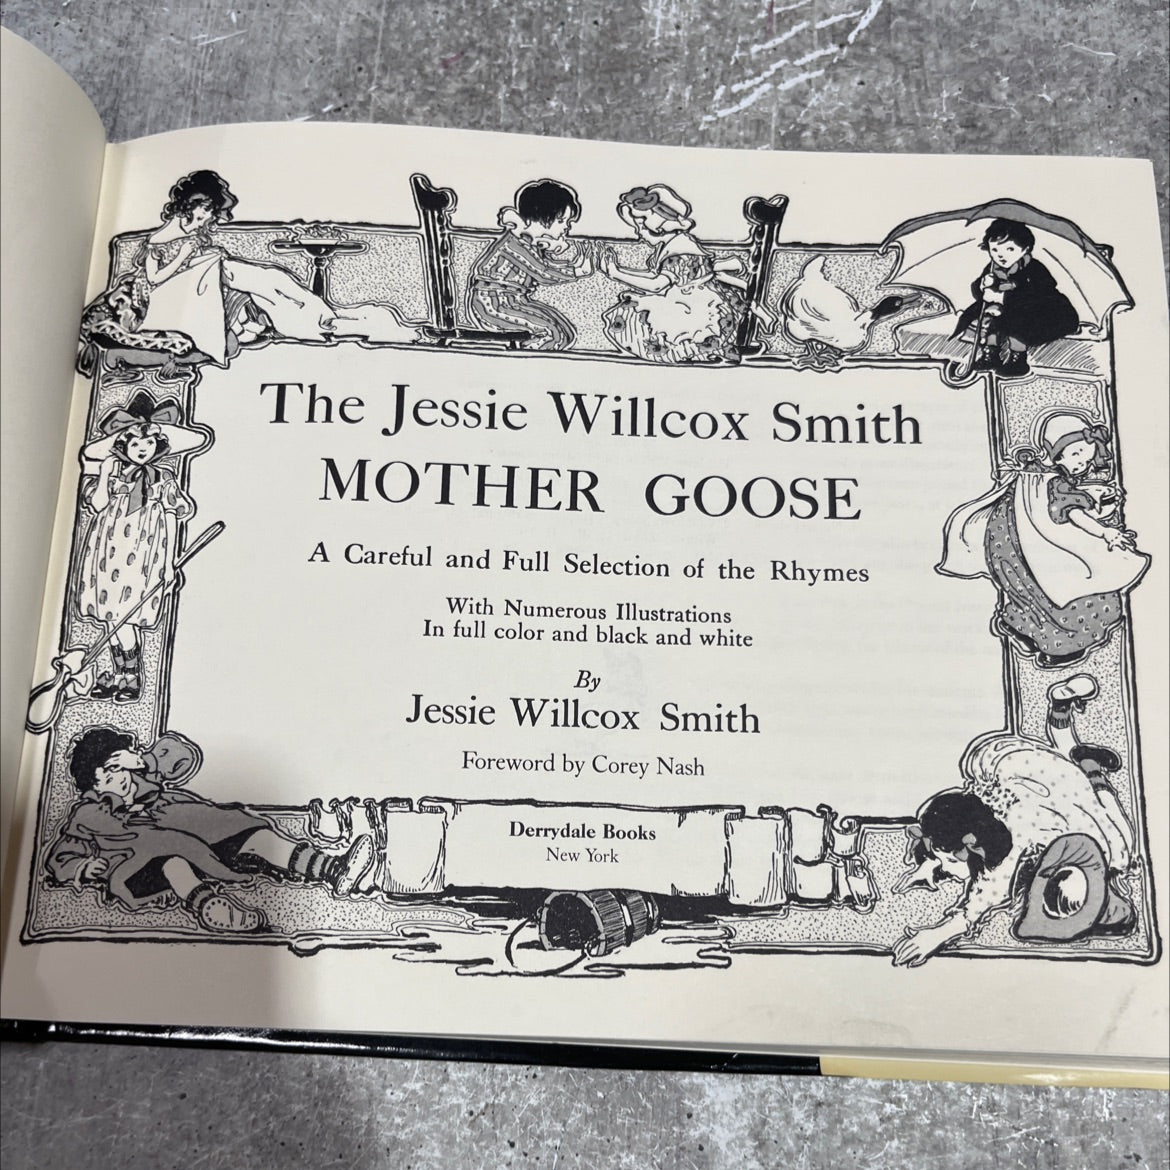 The Jessie Willcox Smith
MOTHER GOOSE
A Careful and Full Selection of the Rhymes
With Numerous Illustrations
In full color and black and white
By
Jessie Willcox Smith
Foreword by Corey Nash
Derrydale Books
New York